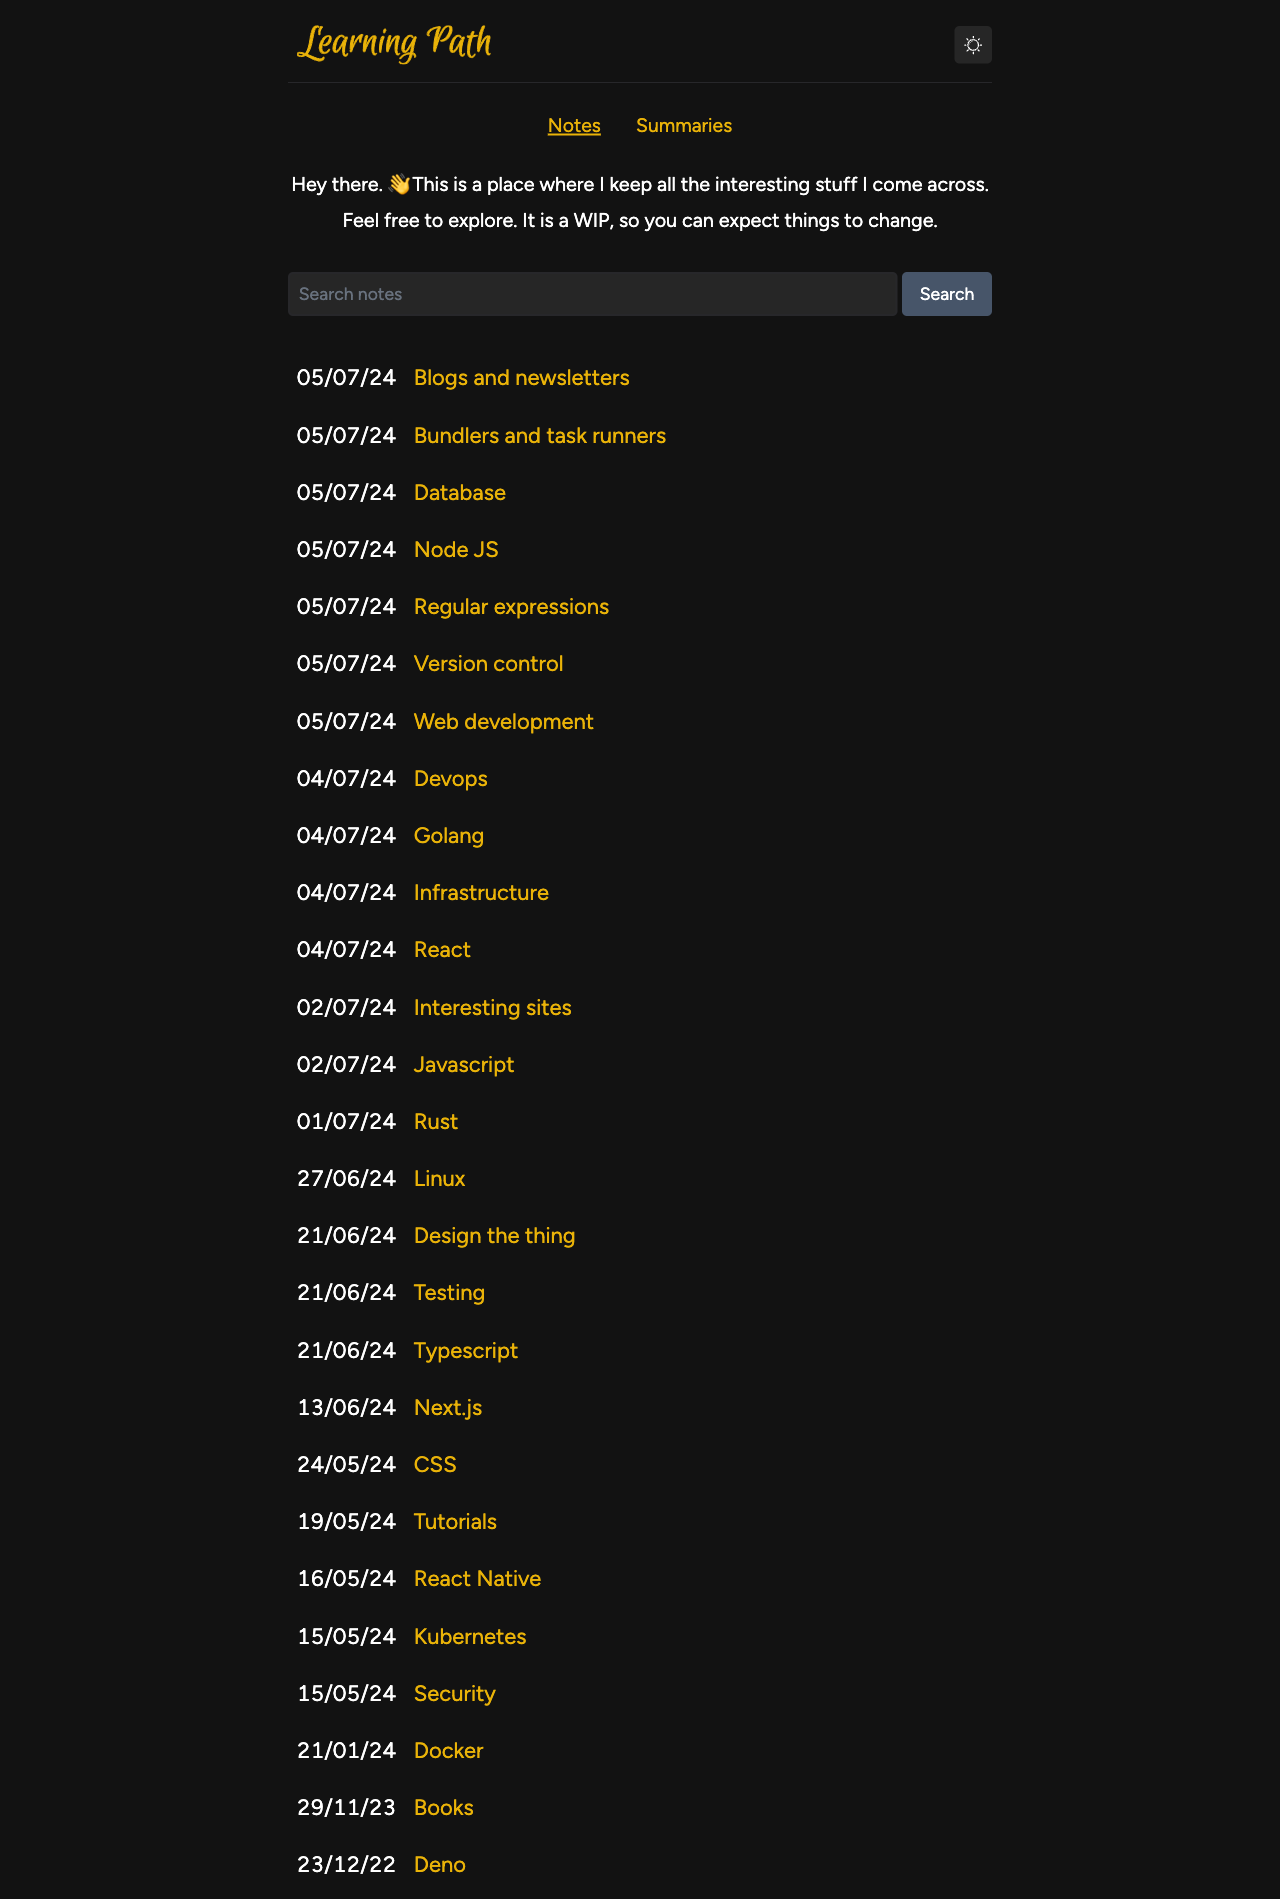 Learning Path
Notes Summaries
Hey there. 👋This is a place where I keep all the interesting stuff I come across.
Feel free to explore. It is a WIP, so you can expect things to change.
Search notes Search
05/07/24 Blogs and newsletters
05/07/24 Bundlers and task runners
05/07/24 Database
05/07/24 Node JS
05/07/24 Regular expressions
05/07/24 Version control
05/07/24 Web development
04/07/24 Devops
04/07/24 Golang
04/07/24 Infrastructure
04/07/24 React
02/07/24 Interesting sites
02/07/24 Javascript
01/07/24 Rust
27/06/24 Linux
21/06/24 Design the thing
21/06/24 Testing
21/06/24 Typescript
13/06/24 Next.js
24/05/24 CSS
19/05/24 Tutorials
16/05/24 React Native
15/05/24 Kubernetes
15/05/24 Security
21/01/24 Docker
29/11/23 Books
23/12/22 Deno